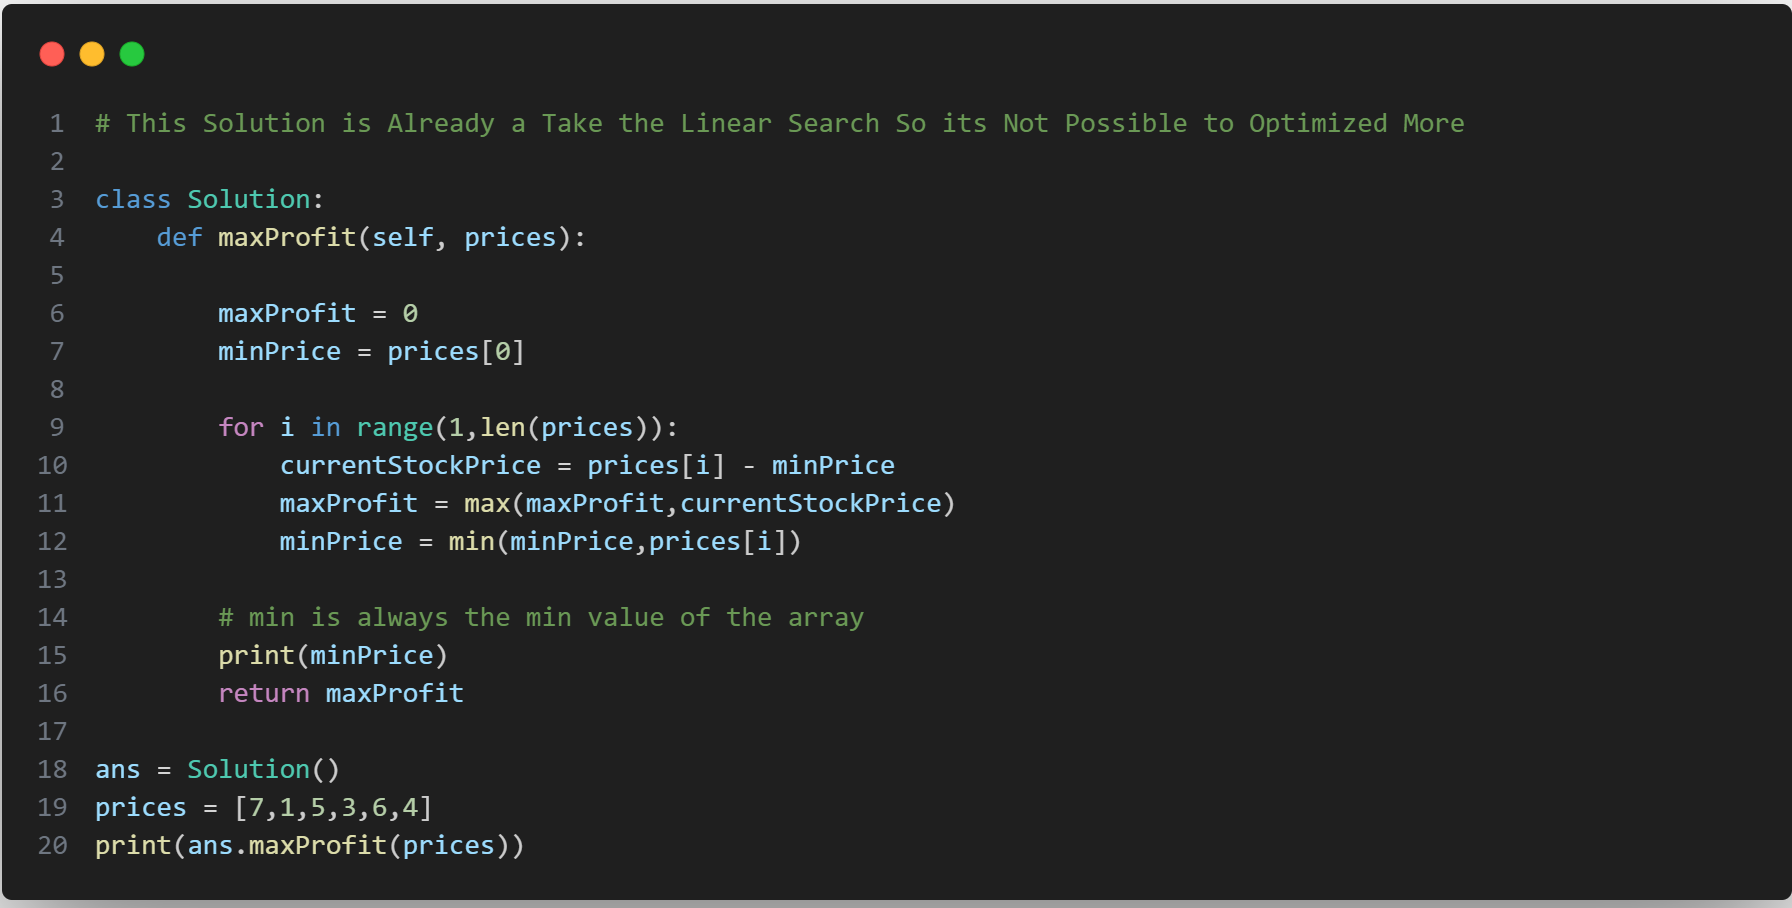 1 # This Solution is Already a Take the Linear Search So its Not Possible to Optimized More
2
3 class Solution:
4     def maxProfit(self, prices):
5
6         maxProfit = 0
7         minPrice = prices[0]
8
9         for i in range(1,len(prices)):
10             currentStockPrice = prices[i] - minPrice
11             maxProfit = max(maxProfit,currentStockPrice)
12             minPrice = min(minPrice,prices[i])
13
14         # min is always the min value of the array
15         print(minPrice)
16         return maxProfit
17
18 ans = Solution()
19 prices = [7,1,5,3,6,4]
20 print(ans.maxProfit(prices))